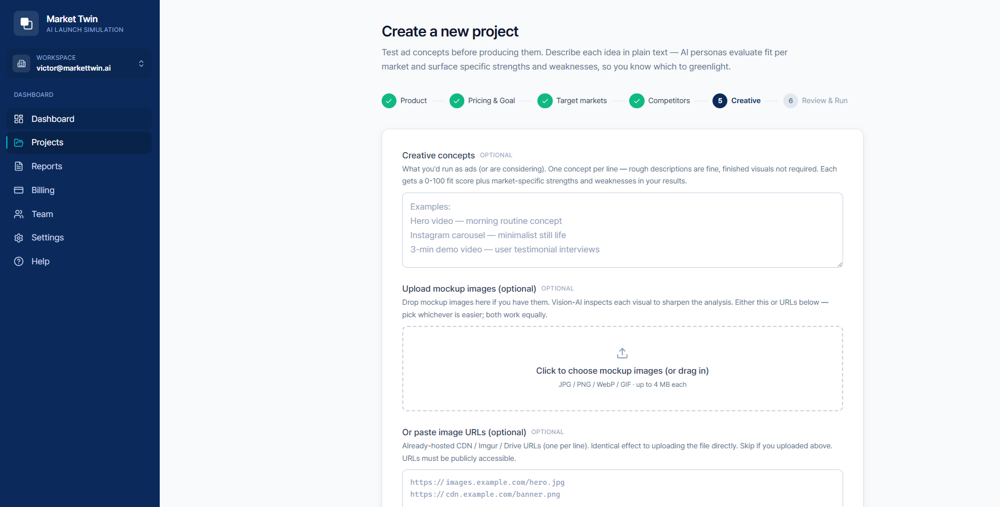 Market Twin
AI LAUNCH SIMULATION
WORKSPACE
victor@markettwin.ai
DASHBOARD
Dashboard
Projects
Reports
Billing
Team
Settings
Help
Create a new project
Test ad concepts before producing them. Describe each idea in plain text — AI personas evaluate fit per
market and surface specific strengths and weaknesses, so you know which to greenlight.
Product
Pricing & Goal
Target markets
Competitors
5 Creative
6 Review & Run
Creative concepts OPTIONAL
What you'd run as ads (or are considering). One concept per line — rough descriptions are fine, finished visuals not required. Each
gets a 0-100 fit score plus market-specific strengths and weaknesses in your results.
Examples:
Hero video — morning routine concept
Instagram carousel — minimalist still life
3-min demo video — user testimonial interviews
Upload mockup images (optional) OPTIONAL
Drop mockup images here if you have them. Vision-AI inspects each visual to sharpen the analysis. Either this or URLs below —
pick whichever is easier; both work equally.
Click to choose mockup images (or drag in)
JPG / PNG / WebP / GIF · up to 4 MB each
Or paste image URLs (optional) OPTIONAL
Already-hosted CDN / Imgur / Drive URLs (one per line). Identical effect to uploading the file directly. Skip if you uploaded above.
URLs must be publicly accessible.
https://images.example.com/hero.jpg
https://cdn.example.com/banner.png